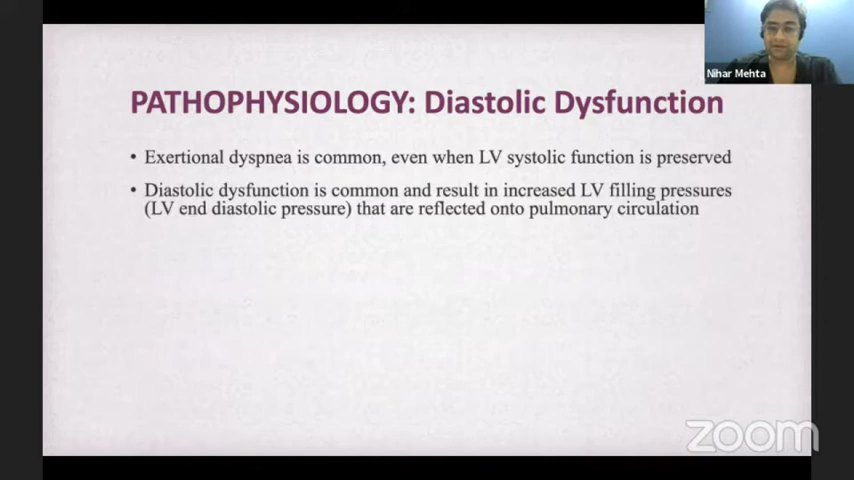 Nihar Mehta
PATHOPHYSIOLOGY: Diastolic Dysfunction
• Exertional dyspnea is common, even when LV systolic function is preserved
• Diastolic dysfunction is common and result in increased LV filling pressures
(LV end diastolic pressure) that are reflected onto pulmonary circulation
zoom